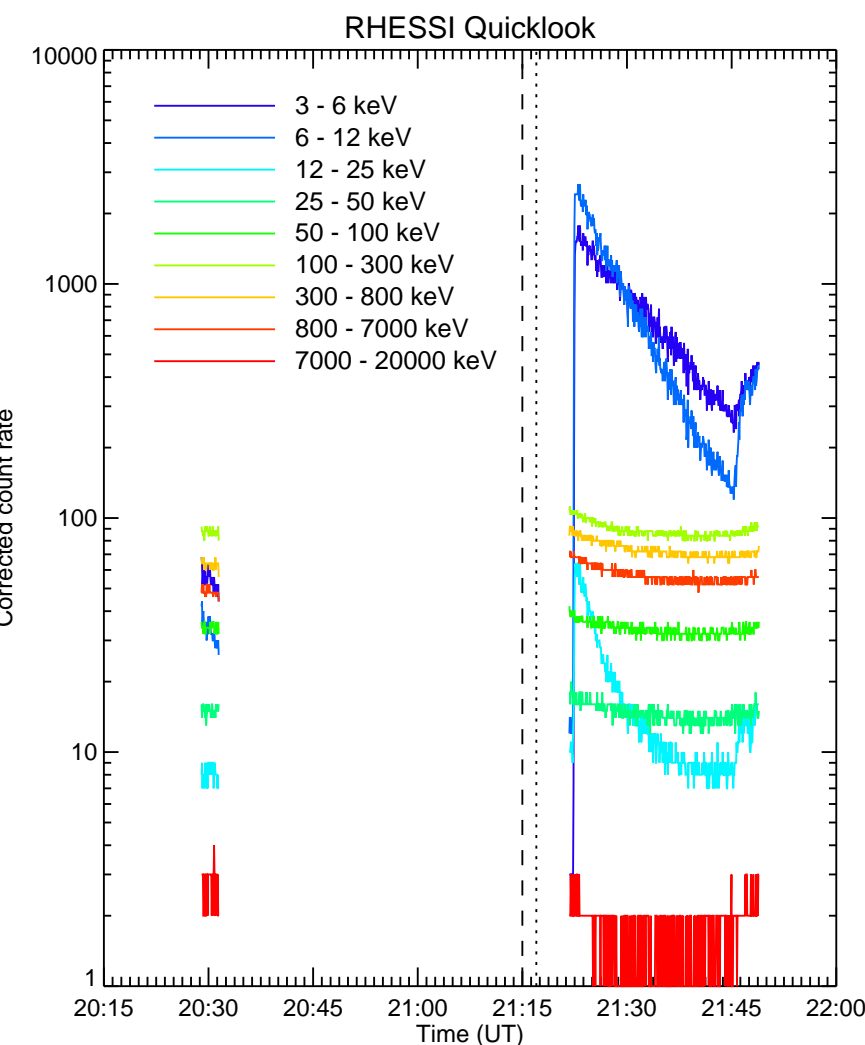 RHESSI Quicklook
10000
3 - 6 keV
6 - 12 keV
12 - 25 keV
25 - 50 keV
50 - 100 keV
100 - 300 keV
300 - 800 keV
800 - 7000 keV
7000 - 20000 keV
1000
Corrected count rate
100
10
1
20:15 20:30 20:45 21:00 21:15 21:30 21:45 22:00
Time (UT)